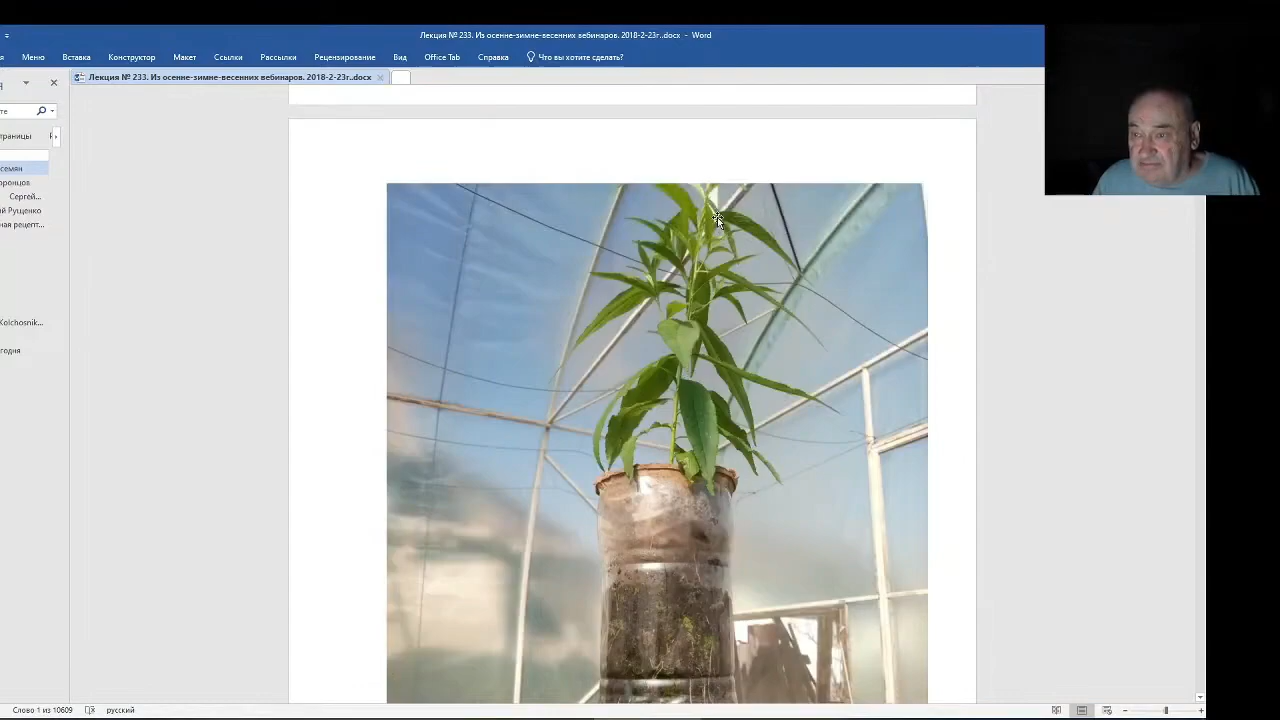 Лекция № 233. Из осенне-зимне-весенних вебинаров. 2018-2-23г..docx - Word
Меню Вставка Конструктор Макет Ссылки Рассылки Рецензирование Вид Office Tab Справка Что вы хотите сделать?
Лекция № 233. Из осенне-зимне-весенних вебинаров. 2018-2-23г..docx
семян
Сергей...
Рущенко
Kolchosnik...
Слово 1 из 10609 русский